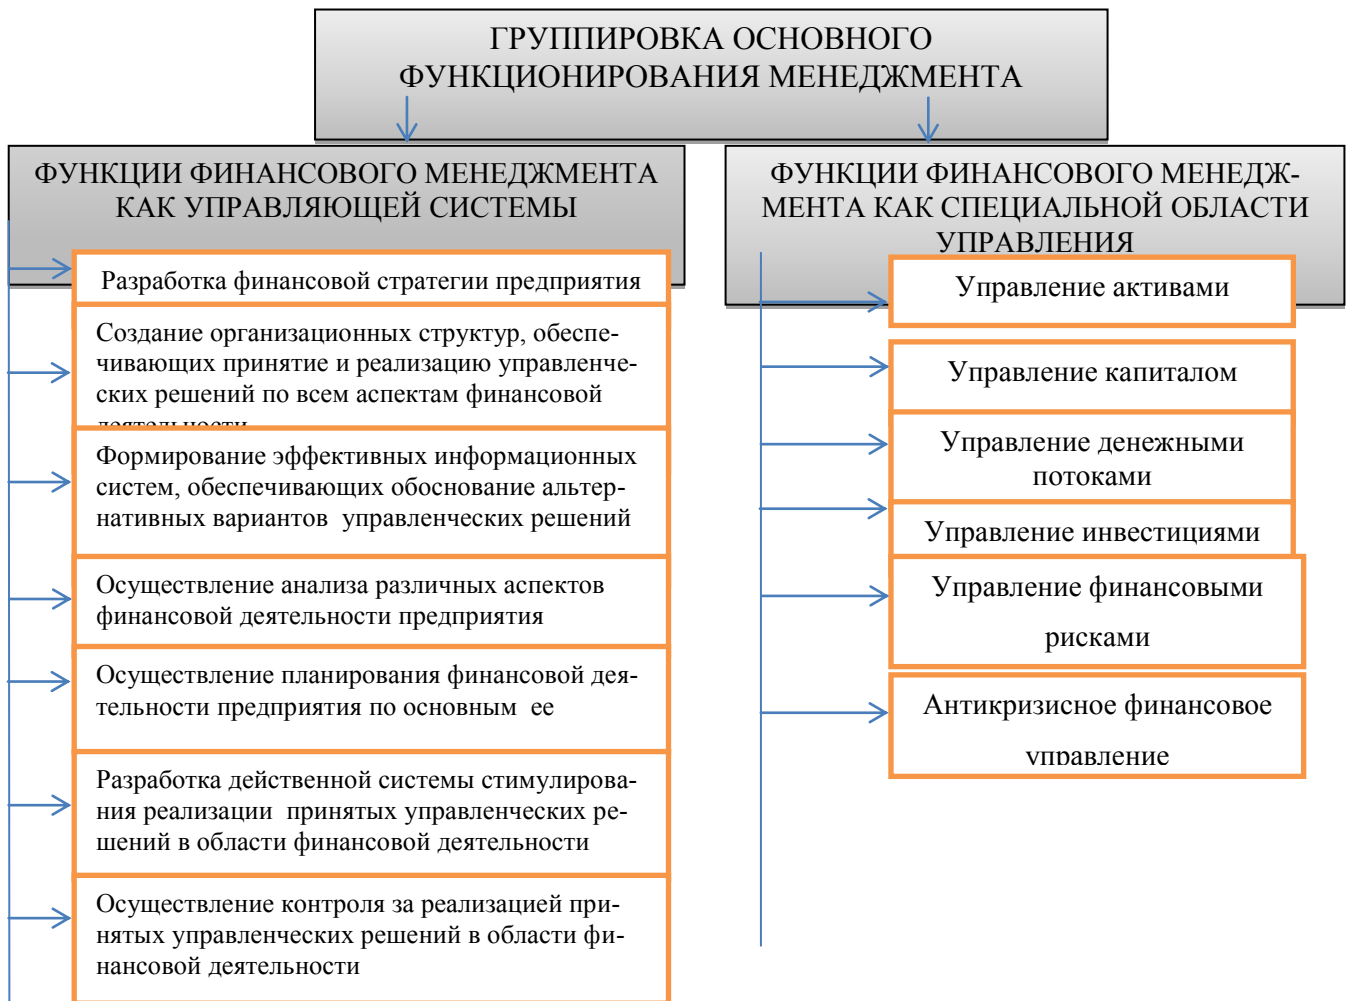 ГРУППИРОВКА ОСНОВНОГО
ФУНКЦИОНИРОВАНИЯ МЕНЕДЖМЕНТА
ФУНКЦИИ ФИНАНСОВОГО МЕНЕДЖМЕНТА
КАК УПРАВЛЯЮЩЕЙ СИСТЕМЫ
Разработка финансовой стратегии предприятия
Создание организационных структур, обеспе-
чивающих принятие и реализацию управленче-
ских решений по всем аспектам финансовой
деятельности
Формирование эффективных информационных
систем, обеспечивающих обоснование альтер-
нативных вариантов управленческих решений
Осуществление анализа различных аспектов
финансовой деятельности предприятия
Осуществление планирования финансовой дея-
тельности предприятия по основным ее
Разработка действенной системы стимулирова-
ния реализации принятых управленческих ре-
шений в области финансовой деятельности
Осуществление контроля за реализацией при-
нятых управленческих решений в области фи-
нансовой деятельности
ФУНКЦИИ ФИНАНСОВОГО МЕНЕДЖ-
МЕНТА КАК СПЕЦИАЛЬНОЙ ОБЛАСТИ
УПРАВЛЕНИЯ
Управление активами
Управление капиталом
Управление денежными
потоками
Управление инвестициями
Управление финансовыми
рисками
Антикризисное финансовое
управление